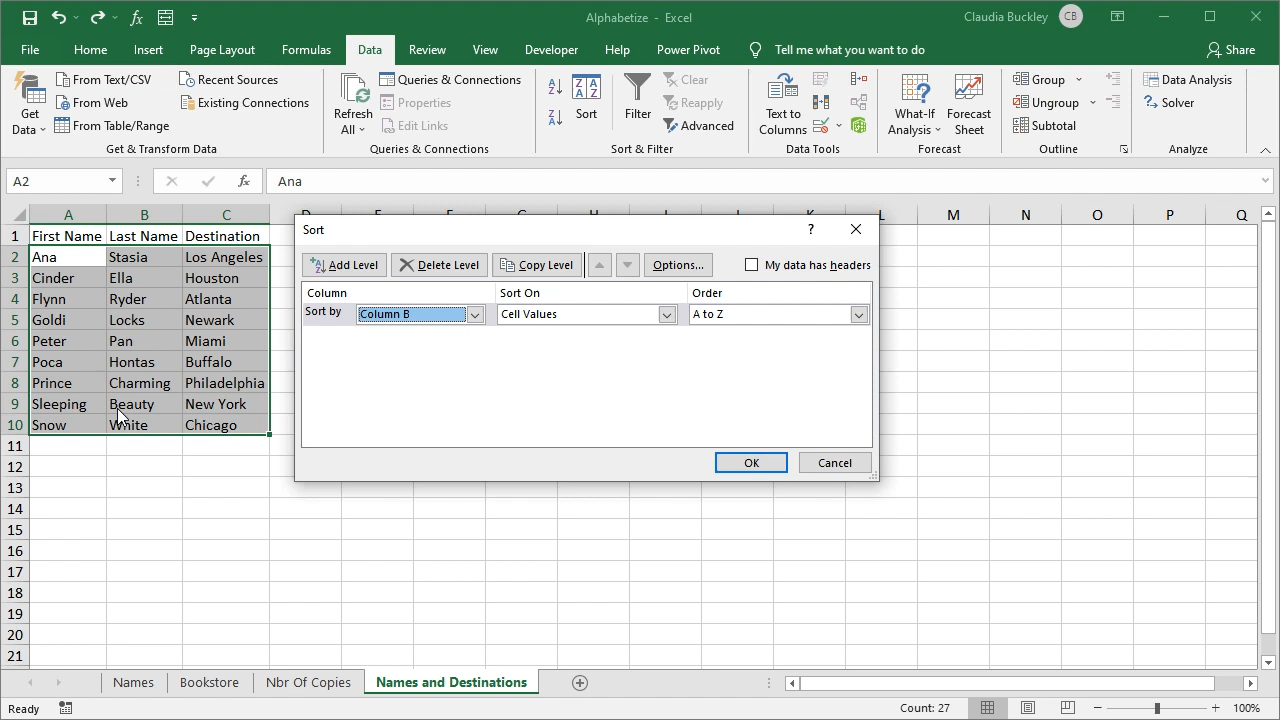 Alphabetize - Excel
Claudia Buckley CB
File Home Insert Page Layout Formulas Data Review View Developer Help Power Pivot Tell me what you want to do Share
Get Data
From Text/CSV
From Web
From Table/Range
Recent Sources
Existing Connections
Get & Transform Data
Refresh All
Queries & Connections
Properties
Edit Links
Queries & Connections
Sort
Filter
Clear
Reapply
Advanced
Sort & Filter
Text to Columns
Data Tools
What-If Analysis
Forecast Sheet
Forecast
Group
Ungroup
Subtotal
Outline
Data Analysis
Solver
Analyze
A2 fx Ana
A B C D E F G H I J K L M N O P Q
1 First Name Last Name Destination
2 Ana Stasia Los Angeles
3 Cinder Ella Houston
4 Flynn Ryder Atlanta
5 Goldi Locks Newark
6 Peter Pan Miami
7 Poca Hontas Buffalo
8 Prince Charming Philadelphia
9 Sleeping Beauty New York
10 Snow White Chicago
11
12
13
14
15
16
17
18
19
20
21
Sort ?
Add Level Delete Level Copy Level Options... My data has headers
Column Sort On Order
Sort by Column B Cell Values A to Z
OK Cancel
Names Bookstore Nbr Of Copies Names and Destinations
Ready Count: 27 100%